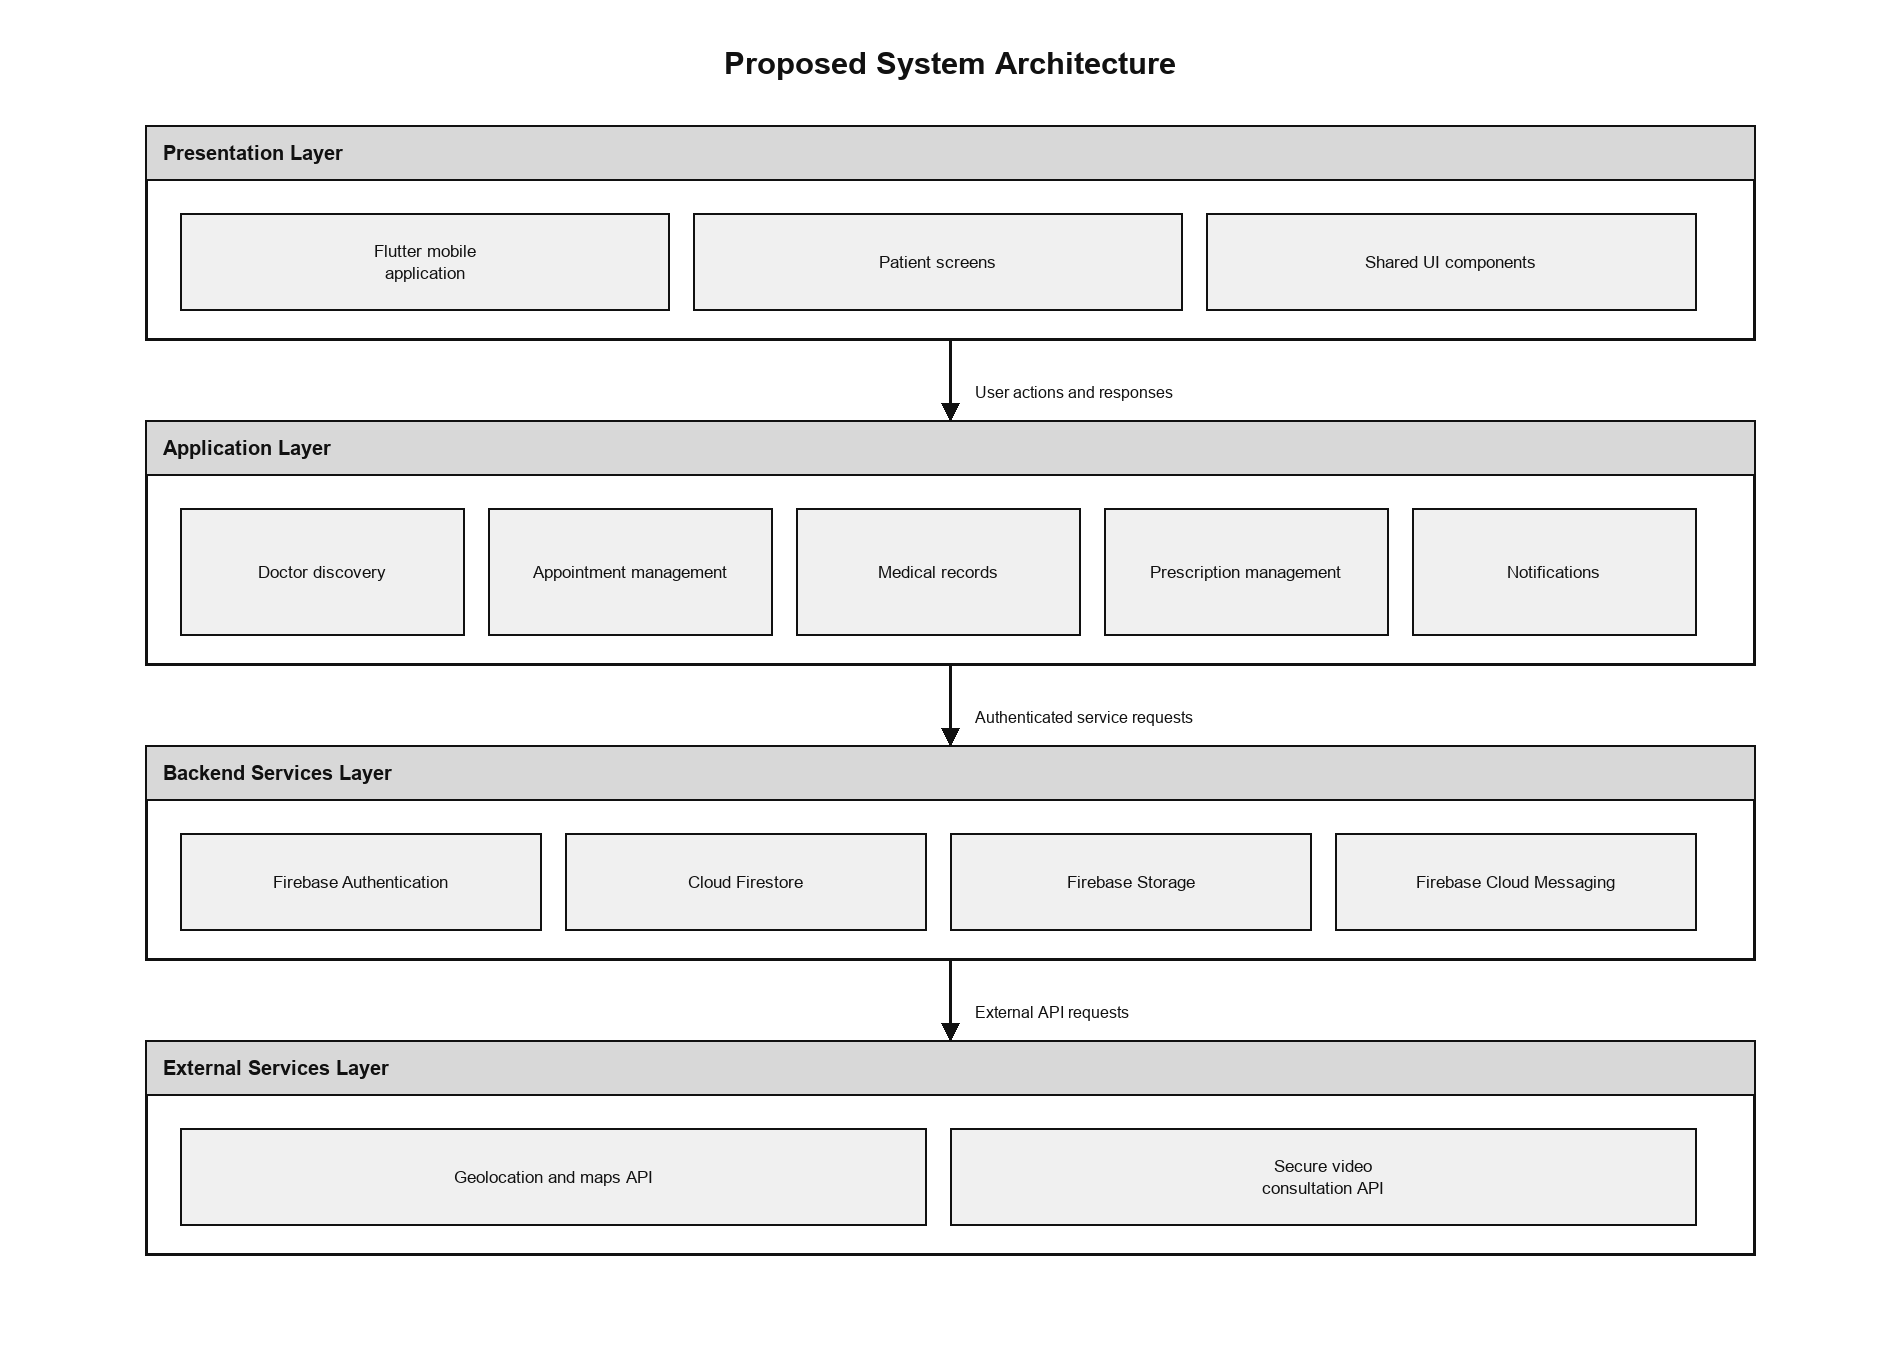 Proposed System Architecture
Presentation Layer
Flutter mobile
application
Patient screens
Shared UI components
User actions and responses
Application Layer
Doctor discovery
Appointment management
Medical records
Prescription management
Notifications
Authenticated service requests
Backend Services Layer
Firebase Authentication
Cloud Firestore
Firebase Storage
Firebase Cloud Messaging
External API requests
External Services Layer
Geolocation and maps API
Secure video
consultation API